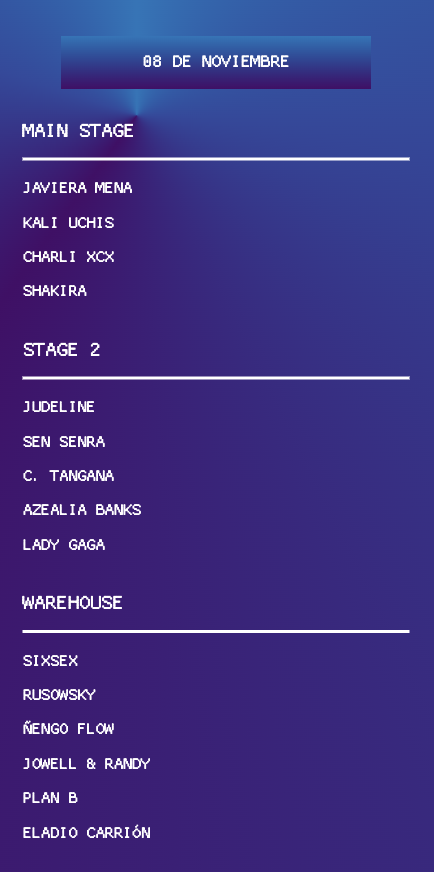 08 DE NOVIEMBRE
MAIN STAGE
JAVIERA MENA
KALI UCHIS
CHARLI XCX
SHAKIRA
STAGE 2
JUDELINE
SEN SENRA
C. TANGANA
AZEALIA BANKS
LADY GAGA
WAREHOUSE
SIXSEX
RUSOWSKY
ÑENGO FLOW
JOWELL & RANDY
PLAN B
ELADIO CARRIÓN